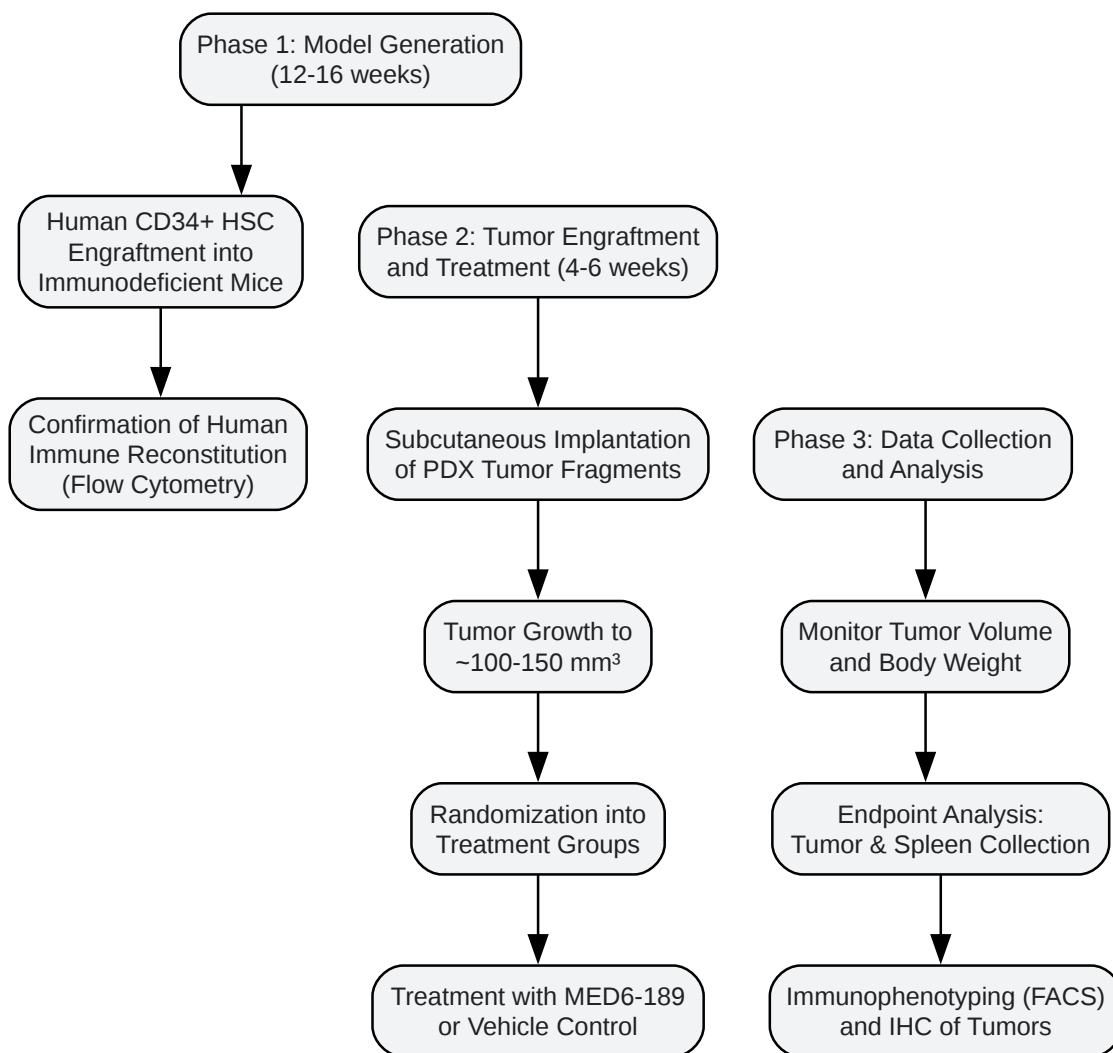 Phase 1: Model Generation
(12-16 weeks)
Human CD34+ HSC
Engraftment into
Immunodeficient Mice
Confirmation of Human
Immune Reconstitution
(Flow Cytometry)
Phase 2: Tumor Engraftment
and Treatment (4-6 weeks)
Subcutaneous Implantation
of PDX Tumor Fragments
Tumor Growth to
~100-150 mm³
Randomization into
Treatment Groups
Treatment with MED6-189
or Vehicle Control
Phase 3: Data Collection
and Analysis
Monitor Tumor Volume
and Body Weight
Endpoint Analysis:
Tumor & Spleen Collection
Immunophenotyping (FACS)
and IHC of Tumors